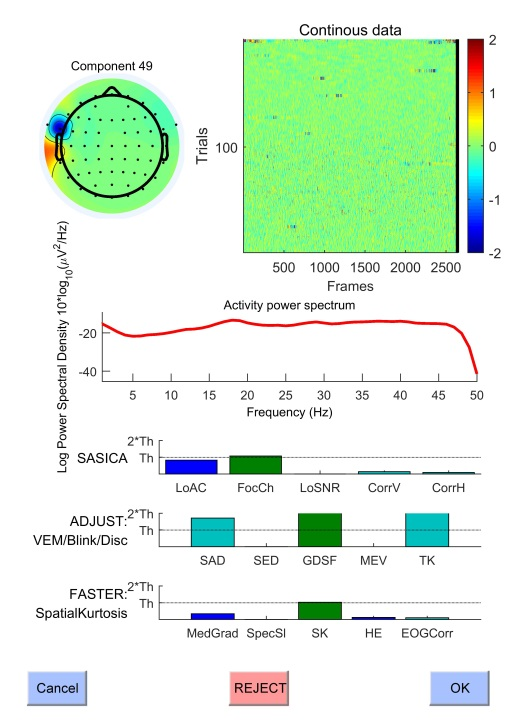 Continous data
Component 49
Trials
100
2
1
0
-1
-2
500 1000 1500 2000 2500
Frames
Activity power spectrum
Log Power Spectral Density 10*log₁₀(μV²/Hz)
-20
-40
5 10 15 20 25 30 35 40 45 50
Frequency (Hz)
SASICA
2*Th
Th
LoAC FocCh LoSNR CorrV CorrH
ADJUST:
VEM/Blink/Disc
2*Th
Th
SAD SED GDSF MEV TK
FASTER:
SpatialKurtosis
2*Th
Th
MedGrad SpecSl SK HE EOGCorr
Cancel REJECT OK